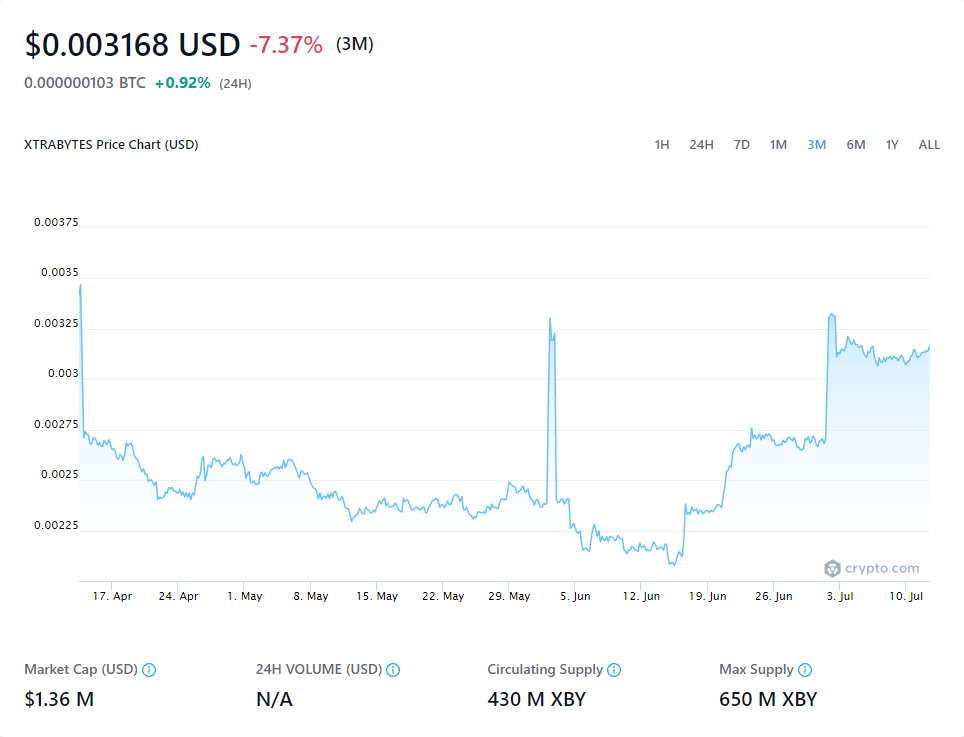 $0.003168 USD -7.37% (3M)
0.000000103 BTC +0.92% (24H)
XTRABYTES Price Chart (USD) 1H 24H 7D 1M 3M 6M 1Y ALL
0.00375
0.0035
0.00325
0.003
0.00275
0.0025
0.00225
crypto.com
17. Apr 24. Apr 1. May 8. May 15. May 22. May 29. May 5. Jun 12. Jun 19. Jun 26. Jun 3. Jul 10. Jul
Market Cap (USD) 24H VOLUME (USD) Circulating Supply Max Supply
$1.36 M N/A 430 M XBY 650 M XBY